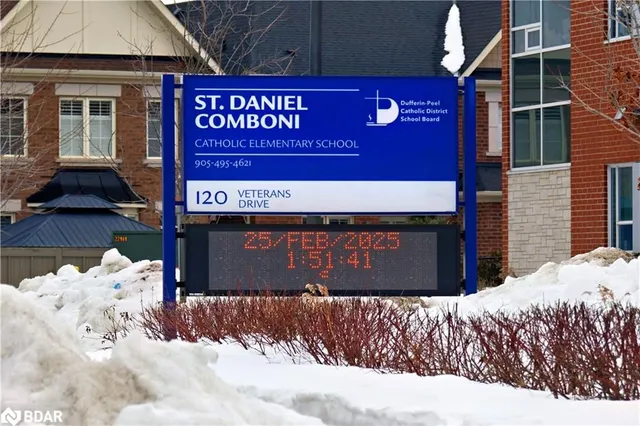 ST. DANIEL
COMBONI
CATHOLIC ELEMENTARY SCHOOL
905-495-4621
Dufferin-Peel
Catholic District
School Board
120 VETERANS
DRIVE
25/FEB/2025
1:51:41
BDAR